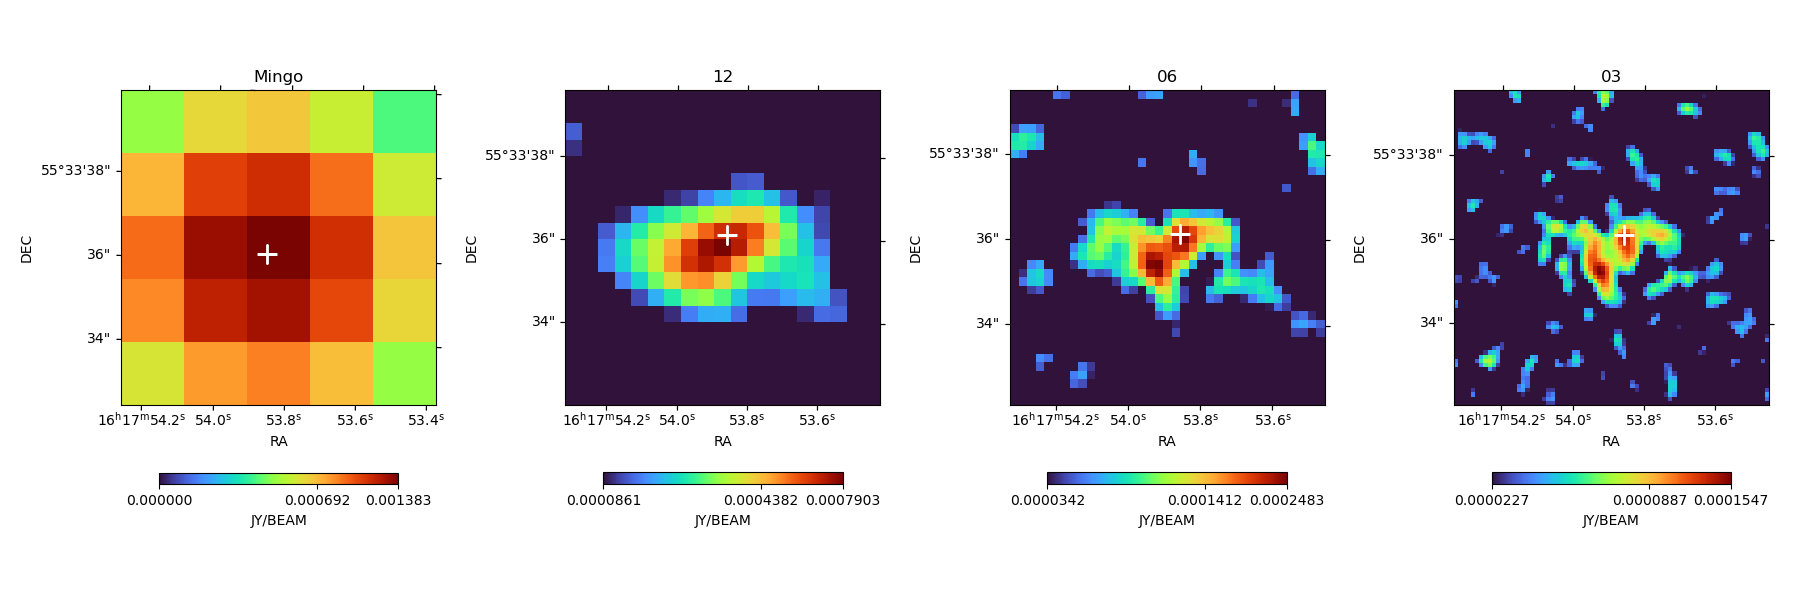 Mingo
12
06
03
DEC
55°33'38"
36"
34"
16ʰ17ᵐ54.2ˢ 54.0ˢ 53.8ˢ 53.6ˢ 53.4ˢ
RA
0.0000000 0.000692 0.001383
JY/BEAM
DEC
55°33'38"
36"
34"
16ʰ17ᵐ54.2ˢ 54.0ˢ 53.8ˢ 53.6ˢ
RA
0.0000861 0.0004382 0.0007903
JY/BEAM
DEC
55°33'38"
36"
34"
16ʰ17ᵐ54.2ˢ 54.0ˢ 53.8ˢ 53.6ˢ
RA
0.0000342 0.0001412 0.0002483
JY/BEAM
DEC
55°33'38"
36"
34"
16ʰ17ᵐ54.2ˢ 54.0ˢ 53.8ˢ 53.6ˢ
RA
0.0000227 0.0000887 0.0001547
JY/BEAM